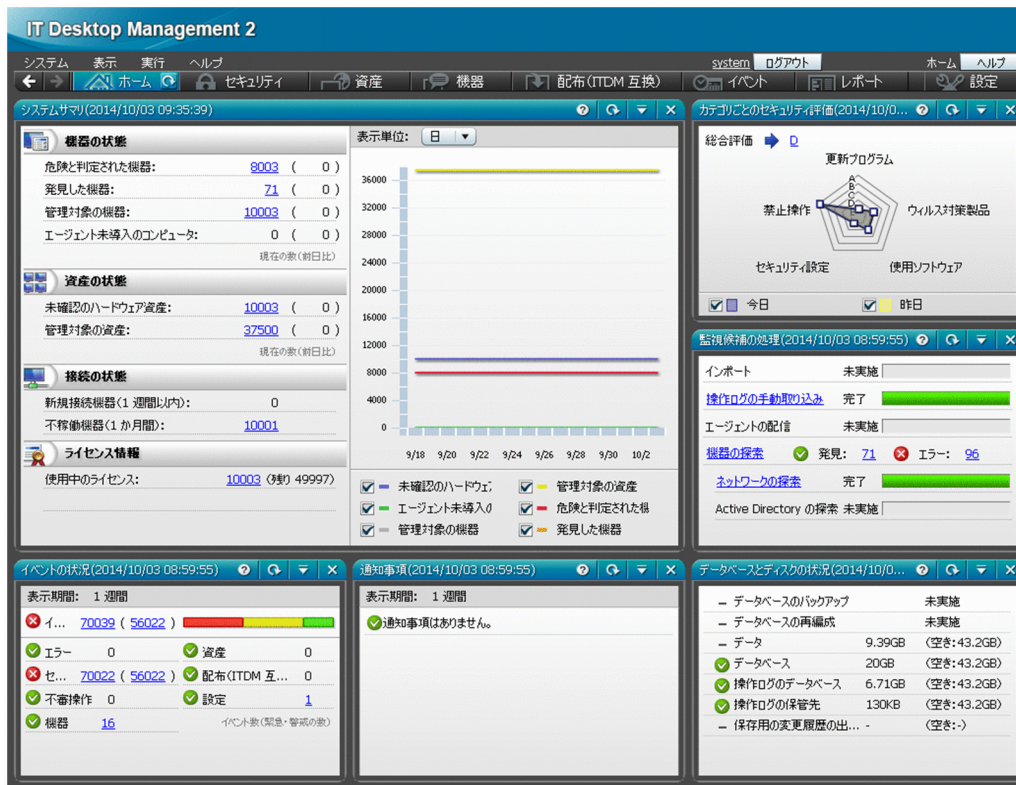 IT Desktop Management 2
システム 表示 実行 ヘルプ system ログアウト ホーム ヘルプ
ホーム セキュリティ 資産 機器 配布(ITDM 互換) イベント レポート 設定
システムサマリ(2014/10/03 09:35:39)
機器の状態
危険と判定された機器: 8003 ( 0 )
発見した機器: 71 ( 0 )
管理対象の機器: 10003 ( 0 )
エージェント未導入のコンピュータ: 0 ( 0 )
現在の数(前日比)
資産の状態
未確認のハードウェア資産: 10003 ( 0 )
管理対象の資産: 37500 ( 0 )
現在の数(前日比)
接続の状態
新規接続機器(1 週間以内): 0
不稼働機器(1 か月間): 10001
ライセンス情報
使用中のライセンス: 10003 (残り 49997)
表示単位: 日
36000
32000
28000
24000
20000
16000
12000
8000
4000
0
9/18 9/20 9/22 9/24 9/26 9/28 9/30 10/2
未確認のハードウェ 管理対象の資産
エージェント未導入の 危険と判定された機
管理対象の機器 発見した機器
カテゴリごとのセキュリティ評価(2014/10/0...
総合評価 D
更新プログラム
A
B
C
D
禁止操作 ウィルス対策製品
セキュリティ設定 使用ソフトウェア
今日 昨日
監視候補の処理(2014/10/03 08:59:55)
インポート 未実施
操作ログの手動取り込み 完了
エージェントの配信 未実施
機器の探索 発見: 71 エラー: 96
ネットワークの探索 完了
Active Directory の探索 未実施
イベントの状況(2014/10/03 08:59:55)
表示期間: 1 週間
イ... 70039 ( 56022 )
エラー 0 資産 0
セ... 70022 ( 56022 ) 配布(ITDM 互... 0
不審操作 0 設定 1
機器 16 イベント数(緊急・警戒の数)
通知事項(2014/10/03 08:59:55)
表示期間: 1 週間
通知事項はありません。
データベースとディスクの状況(2014/10/0...
データベースのバックアップ 未実施
データベースの再編成 未実施
データ 9.39GB (空き:43.2GB)
データベース 20GB (空き:43.2GB)
操作ログのデータベース 6.71GB (空き:43.2GB)
操作ログの保管先 130KB (空き:43.2GB)
保存用の変更履歴の出... - (空き:-)